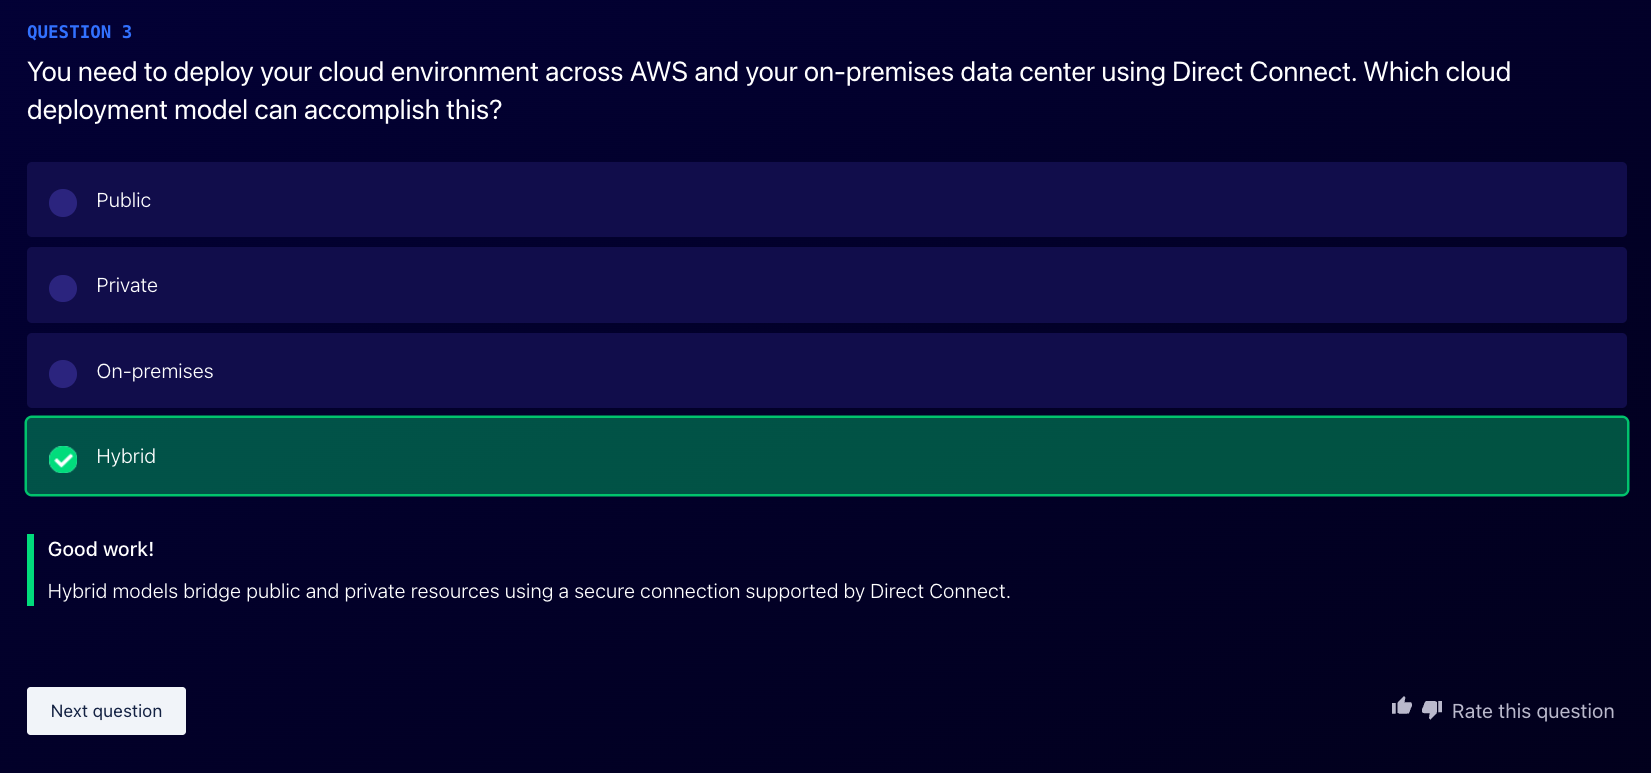 QUESTION 3
You need to deploy your cloud environment across AWS and your on-premises data center using Direct Connect. Which cloud
deployment model can accomplish this?
Public
Private
On-premises
Hybrid
Good work!
Hybrid models bridge public and private resources using a secure connection supported by Direct Connect.
Next question
Rate this question